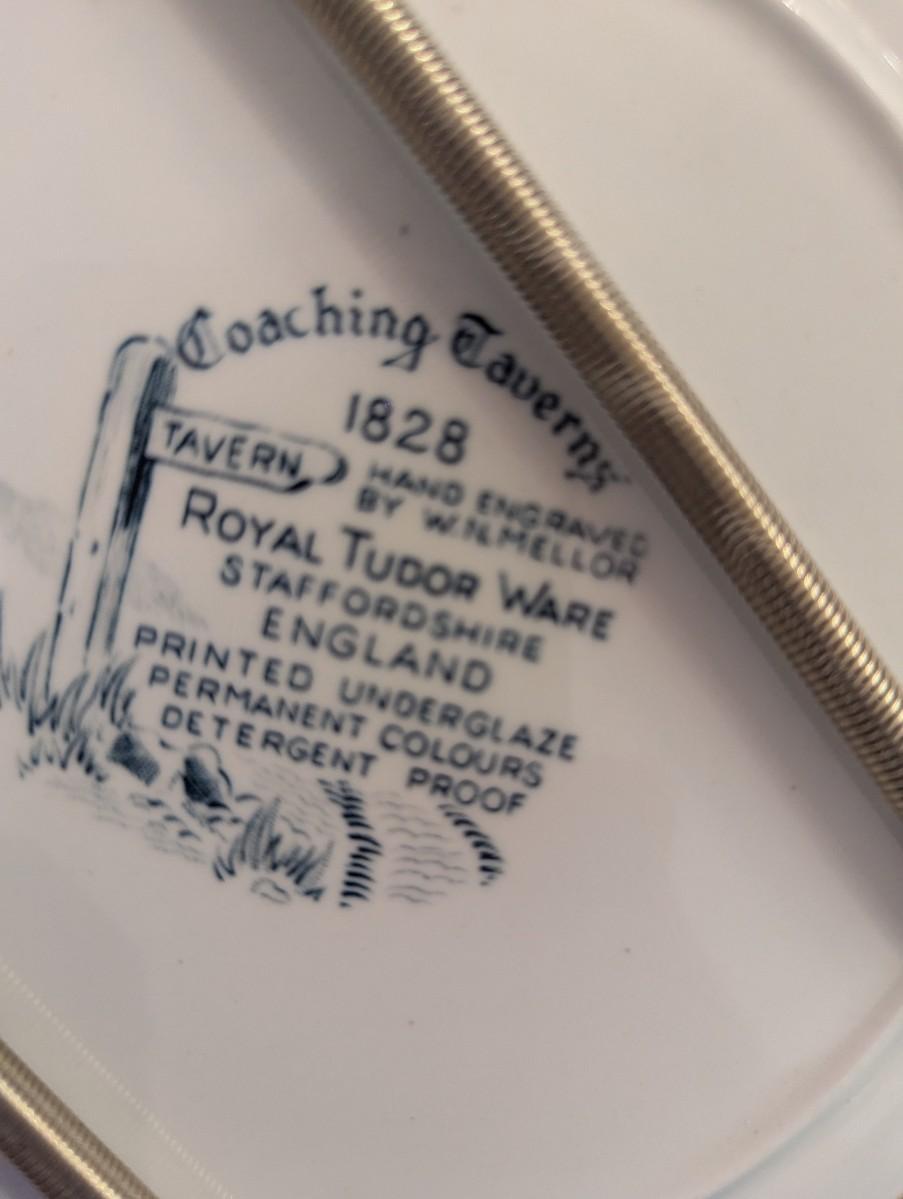 Coaching Taverns
1828
TAVERN
HAND ENGRAVED
BY W.N.MELLOR
ROYAL TUDOR WARE
STAFFORDSHIRE
ENGLAND
PRINTED UNDERGLAZE
PERMANENT COLOURS
DETERGENT PROOF